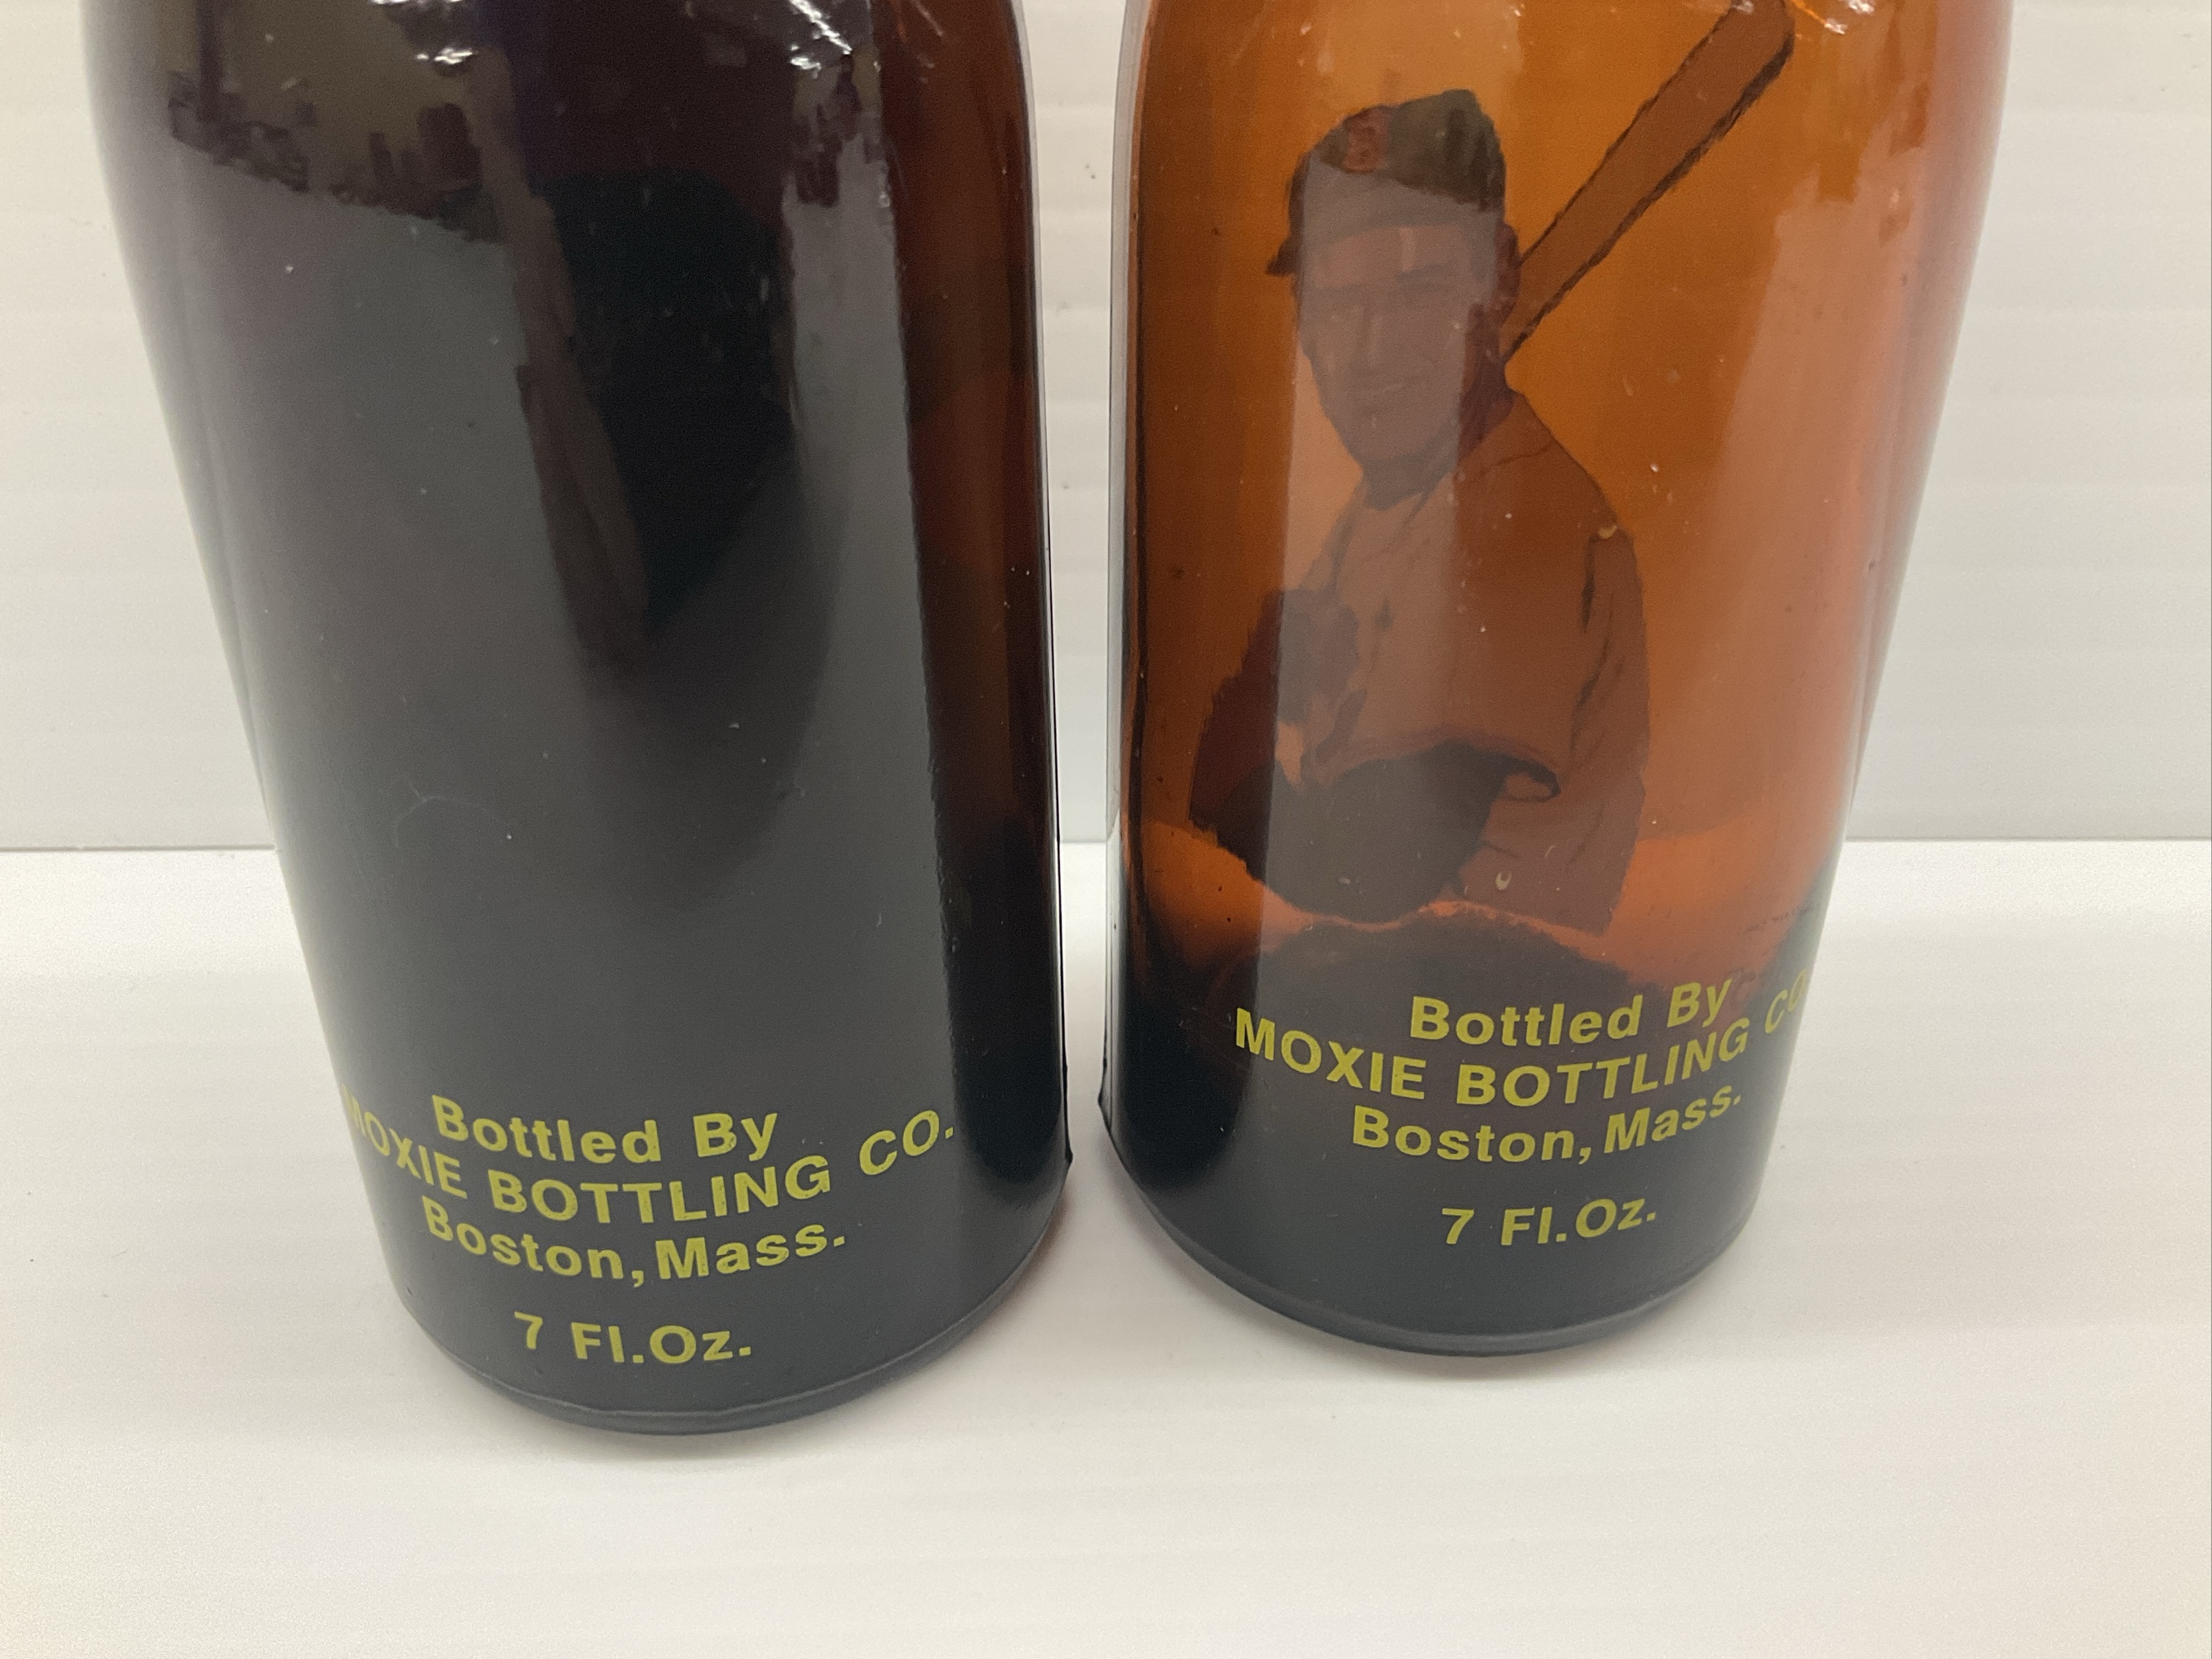 Bottled By
MOXIE BOTTLING CO.
Boston, Mass.
7 Fl.Oz.
Bottled By
MOXIE BOTTLING CO.
Boston, Mass.
7 Fl.Oz.
B